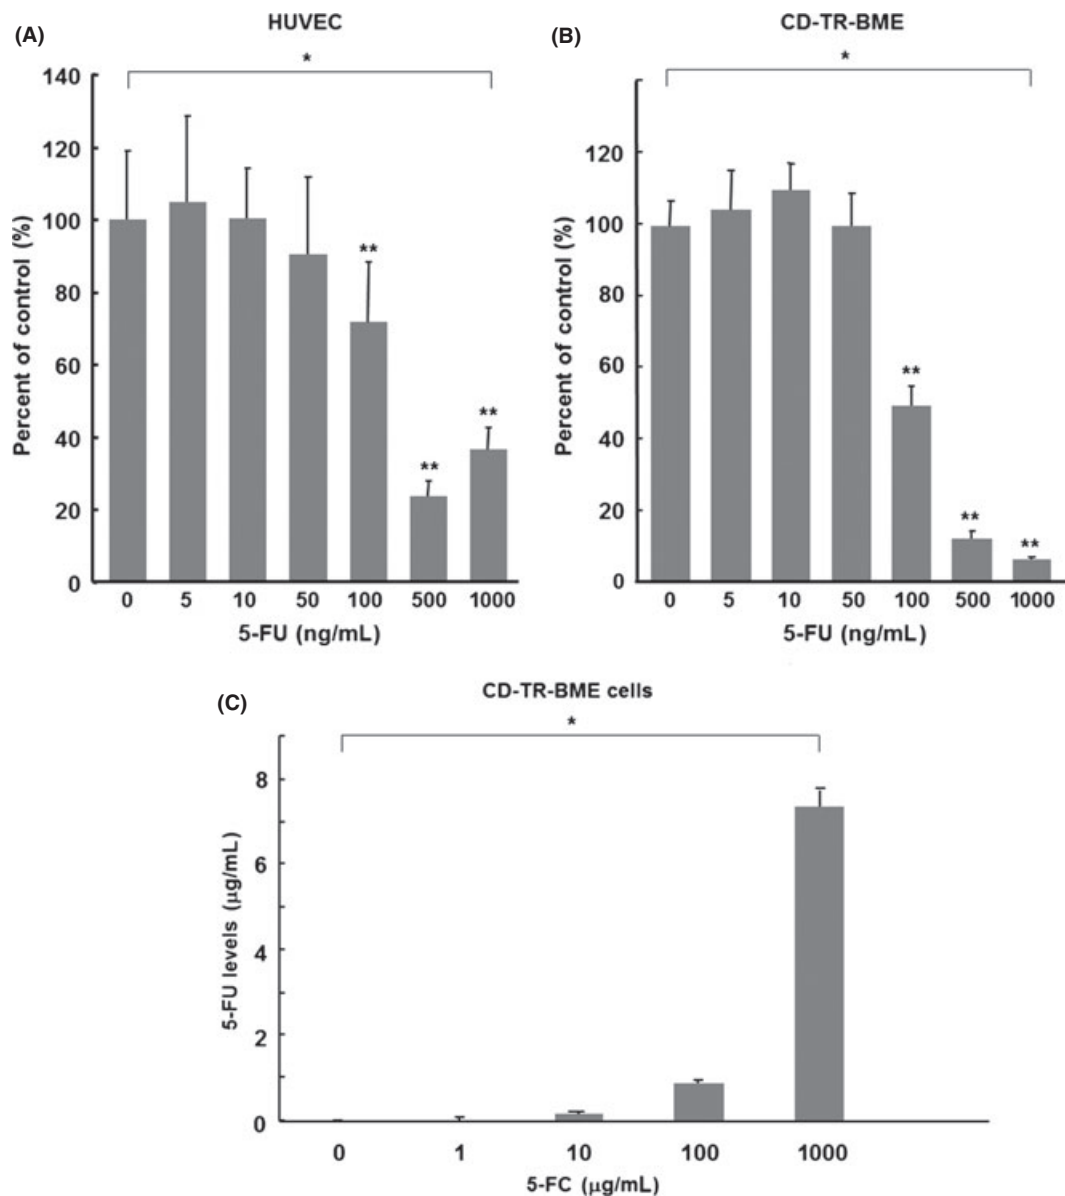 (A)
HUVEC
*
140
120
100
80
60
40
20
0
Percent of control (%)
**
**
**
0 5 10 50 100 500 1000
5-FU (ng/mL)
(B)
CD-TR-BME
*
120
100
80
60
40
20
0
Percent of control (%)
**
**
**
0 5 10 50 100 500 1000
5-FU (ng/mL)
(C)
CD-TR-BME cells
*
8
6
4
2
0
5-FU levels (μg/mL)
0 1 10 100 1000
5-FC (μg/mL)